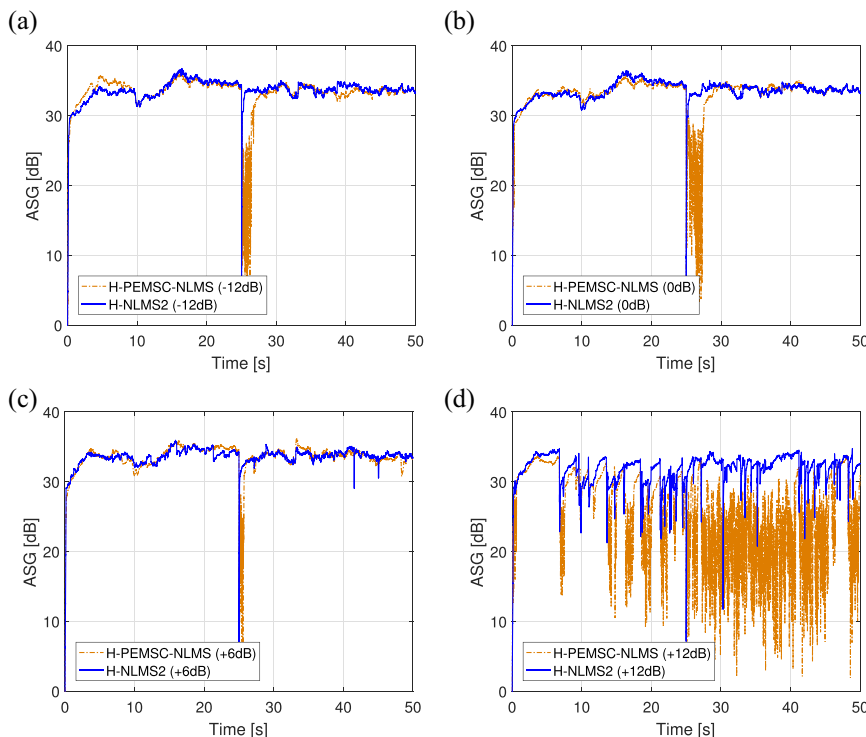 (a)
40
30
20
10
0
ASG [dB]
H-PEMSC-NLMS (-12dB)
H-NLMS2 (-12dB)
0 10 20 30 40 50
Time [s]
(b)
40
30
20
10
0
ASG [dB]
H-PEMSC-NLMS (0dB)
H-NLMS2 (0dB)
0 10 20 30 40 50
Time [s]
(c)
40
30
20
10
0
ASG [dB]
H-PEMSC-NLMS (+6dB)
H-NLMS2 (+6dB)
0 10 20 30 40 50
Time [s]
(d)
40
30
20
10
0
ASG [dB]
H-PEMSC-NLMS (+12dB)
H-NLMS2 (+12dB)
0 10 20 30 40 50
Time [s]